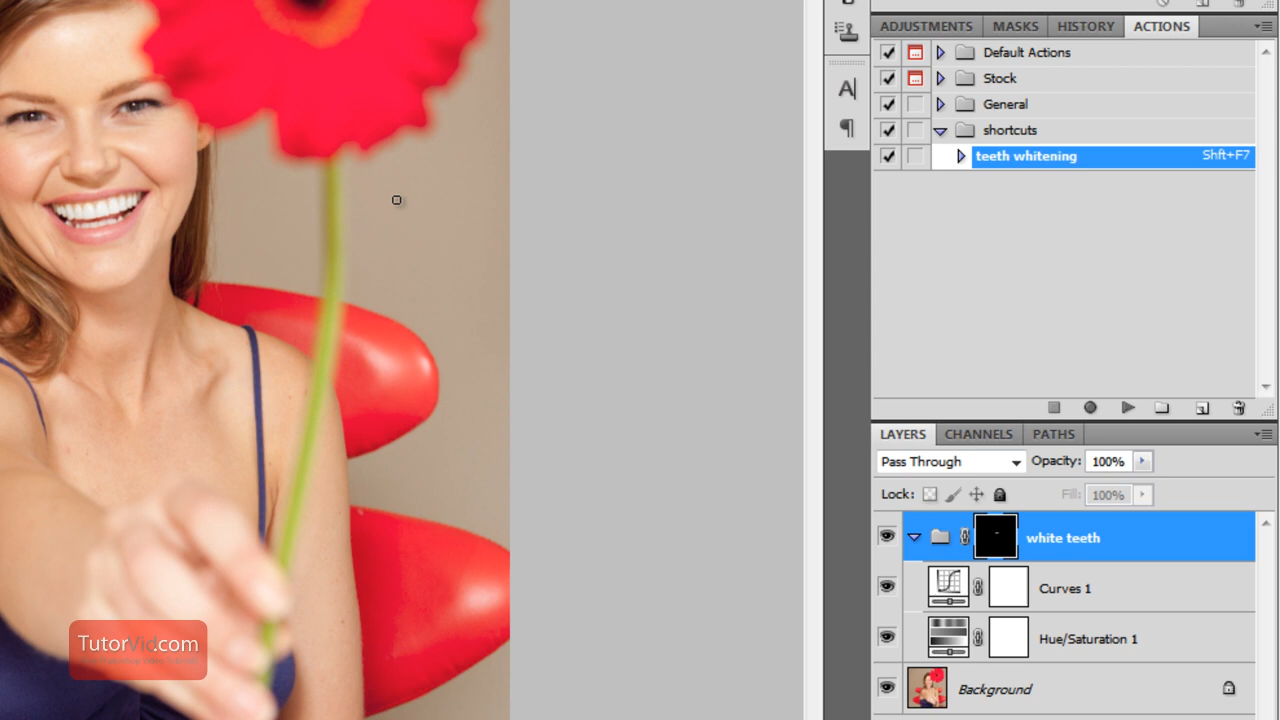 ADJUSTMENTS MASKS HISTORY ACTIONS
Default Actions
Stock
General
shortcuts
teeth whitening Shft+F7
A
LAYERS CHANNELS PATHS
Pass Through Opacity: 100%
Lock: Fill: 100%
white teeth
Curves 1
Hue/Saturation 1
Background
TutorVid.com